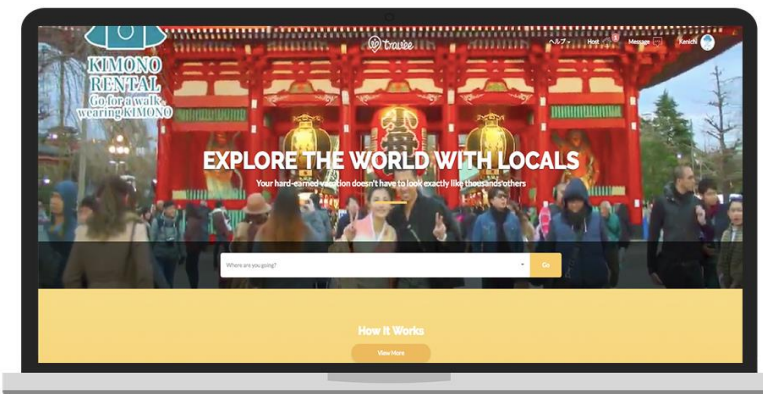 KIMONO
RENTAL
Go for a walk
wearing KIMONO
travee
ヘルプ
Host
Message
Kenichi
小舟
EXPLORE THE WORLD WITH LOCALS
Your hard-earned vacation doesn't have to look exactly like thousands others
Where are you going?
Go
How It Works
View More